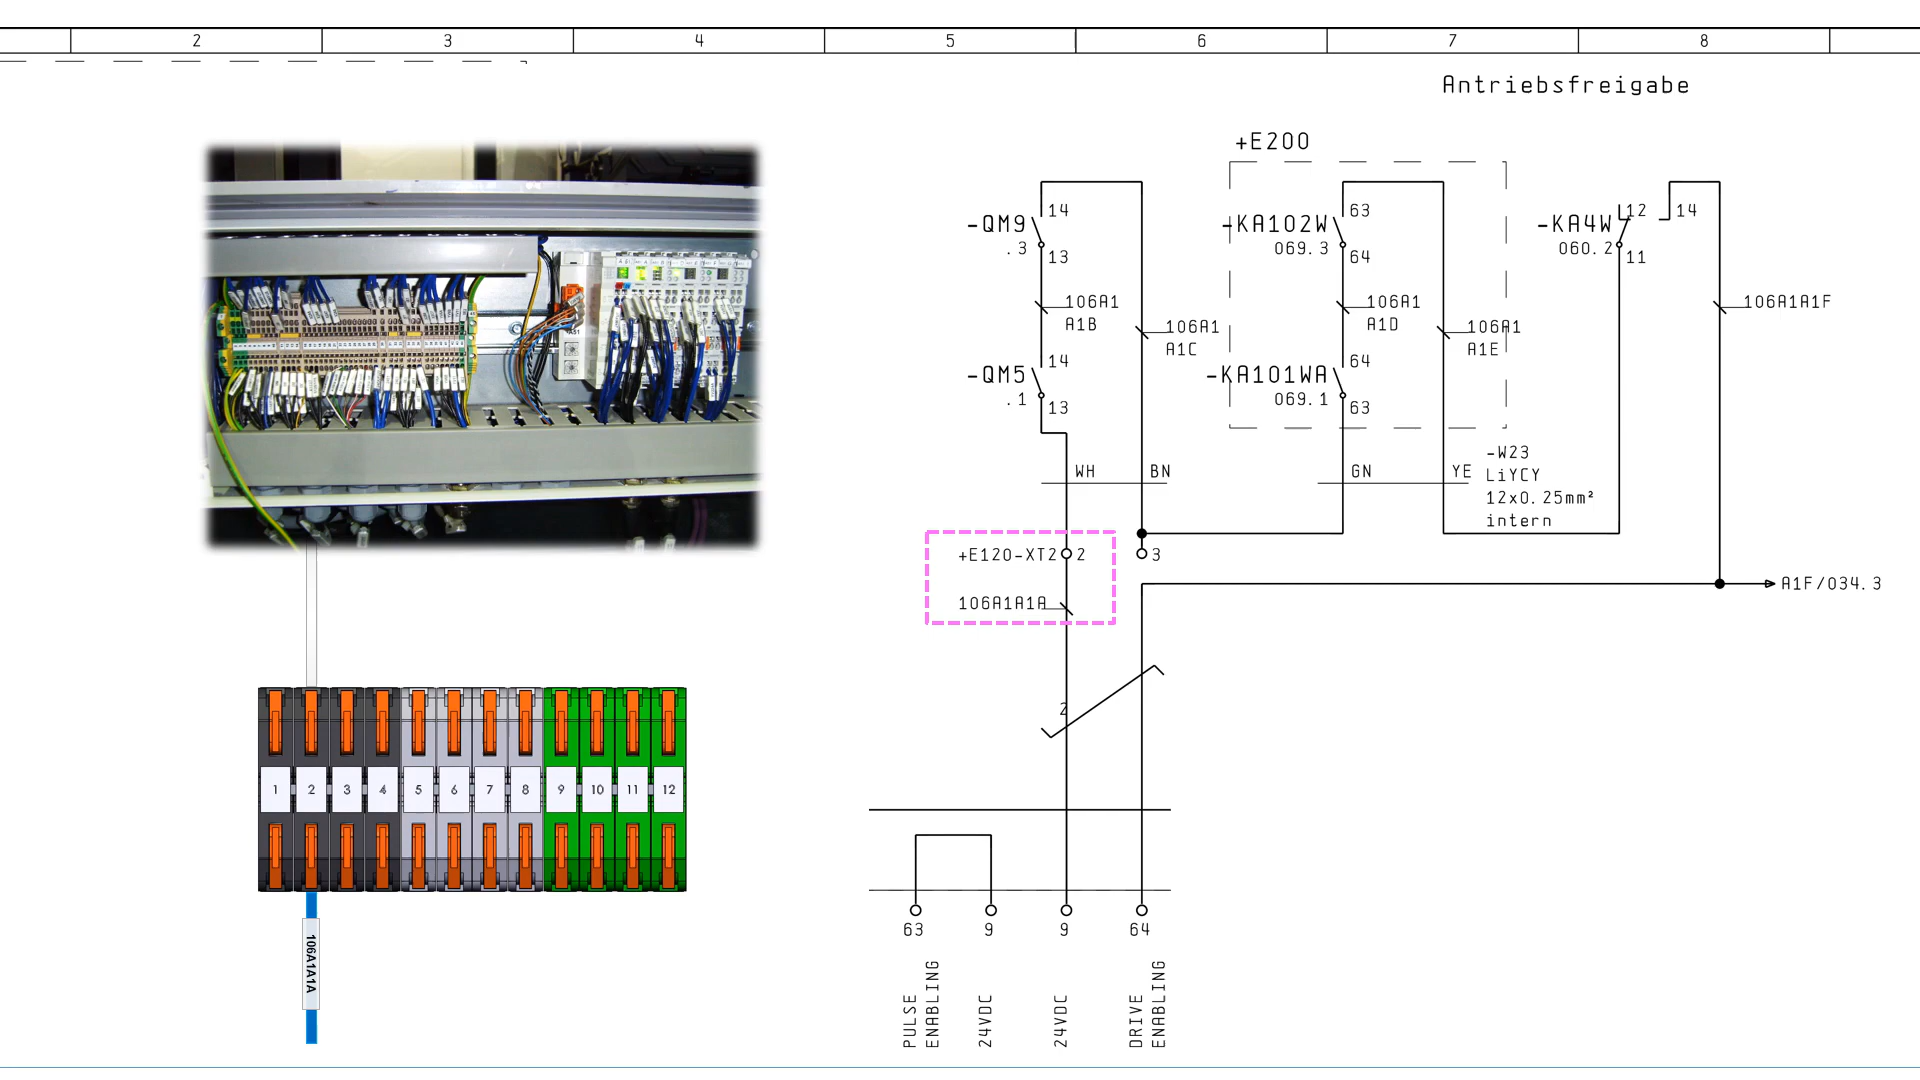 2 3 4 5 6 7 8
Antriebsfreigabe
+E200
-QM9
.3
14
13
-KA102W
069.3
63
64
-KA4W
060.2
12
14
11
106A1
A1B
106A1
A1C
106A1
A1D
106A1
A1E
106A1A1F
-QM5
.1
14
13
-KA101WA
069.1
64
63
WH
BN
GN
YE
-W23
LiYCY
12x0.25mm²
intern
+E120-XT2
2
3
106A1A1A
A1F/034.3
2
1 2 3 4 5 6 7 8 9 10 11 12
106A1A1A
63
9
9
64
PULSE
ENABLING
24VDC
24VDC
DRIVE
ENABLING